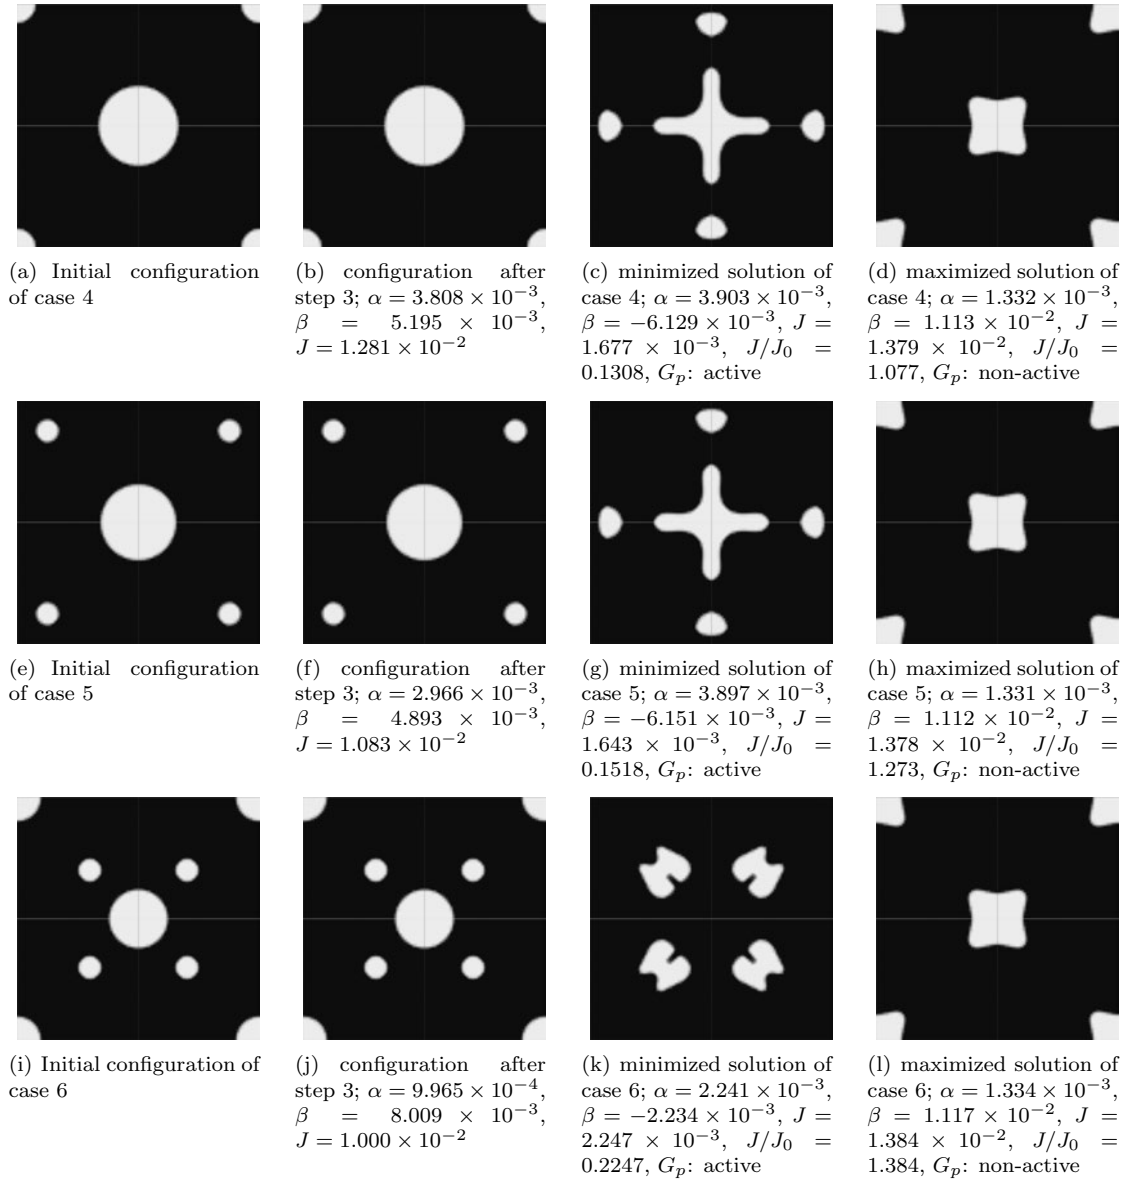 (a) Initial configuration
of case 4
(b) configuration after
step 3; α = 3.808 × 10−3,
β = 5.195 × 10−3,
J = 1.281 × 10−2
(c) minimized solution of
case 4; α = 3.903 × 10−3,
β = −6.129 × 10−3, J =
1.677 × 10−3, J/J0 =
0.1308, Gp: active
(d) maximized solution of
case 4; α = 1.332 × 10−3,
β = 1.113 × 10−2, J =
1.379 × 10−2, J/J0 =
1.077, Gp: non-active
(e) Initial configuration
of case 5
(f) configuration after
step 3; α = 2.966 × 10−3,
β = 4.893 × 10−3,
J = 1.083 × 10−2
(g) minimized solution of
case 5; α = 3.897 × 10−3,
β = −6.151 × 10−3, J =
1.643 × 10−3, J/J0 =
0.1518, Gp: active
(h) maximized solution of
case 5; α = 1.331 × 10−3,
β = 1.112 × 10−2, J =
1.378 × 10−2, J/J0 =
1.273, Gp: non-active
(i) Initial configuration of
case 6
(j) configuration after
step 3; α = 9.965 × 10−4,
β = 8.009 × 10−3,
J = 1.000 × 10−2
(k) minimized solution of
case 6; α = 2.241 × 10−3,
β = −2.234 × 10−3, J =
2.247 × 10−3, J/J0 =
0.2247, Gp: active
(l) maximized solution of
case 6; α = 1.334 × 10−3,
β = 1.117 × 10−2, J =
1.384 × 10−2, J/J0 =
1.384, Gp: non-active